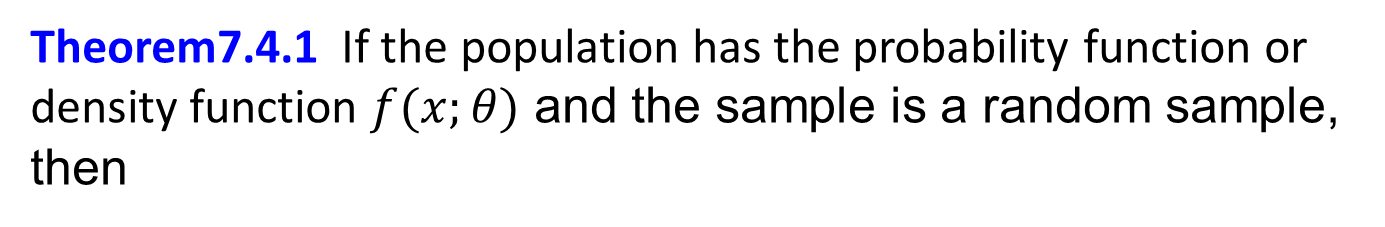 Theorem7.4.1 If the population has the probability function or
density function f(x; θ) and the sample is a random sample,
then